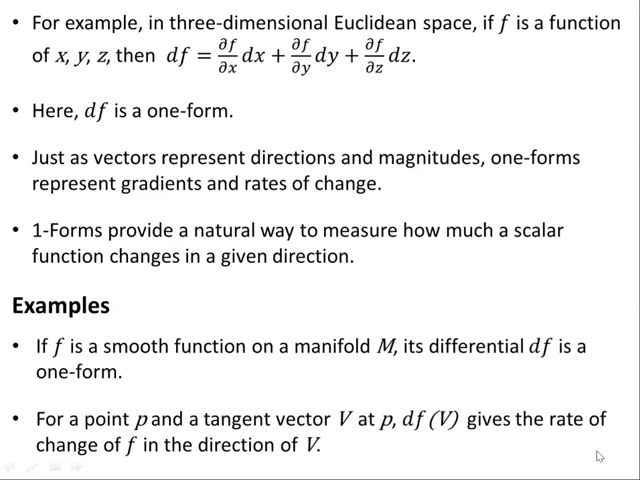 • For example, in three-dimensional Euclidean space, if f is a function
of x, y, z, then df = ∂f/∂x dx + ∂f/∂y dy + ∂f/∂z dz.
• Here, df is a one-form.
• Just as vectors represent directions and magnitudes, one-forms
represent gradients and rates of change.
• 1-Forms provide a natural way to measure how much a scalar
function changes in a given direction.
Examples
• If f is a smooth function on a manifold M, its differential df is a
one-form.
• For a point p and a tangent vector V at p, df(V) gives the rate of
change of f in the direction of V.